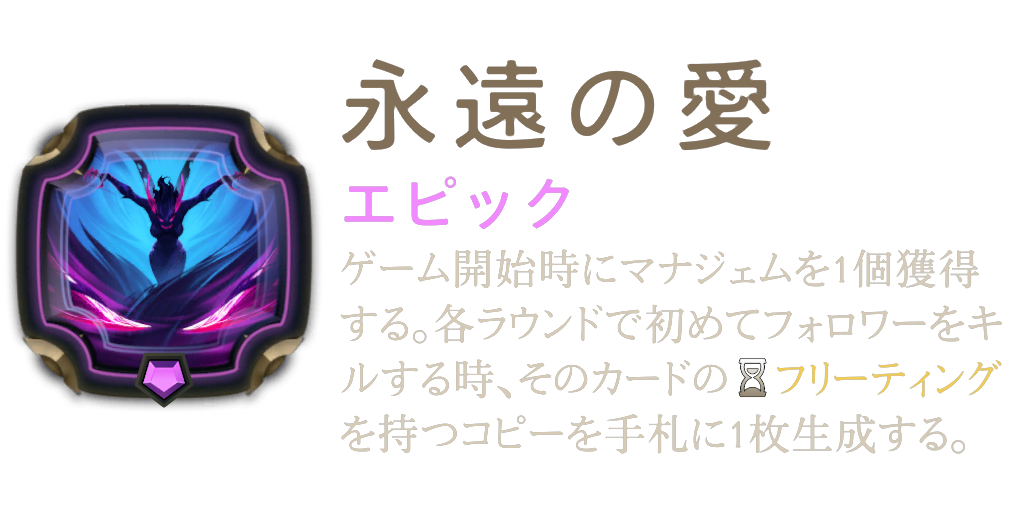 永遠の愛
エピック
ゲーム開始時にマナジェムを1個獲得
する。各ラウンドで初めてフォロワーをキ
ルする時、そのカードのフリーティング
を持つコピーを手札に1枚生成する。